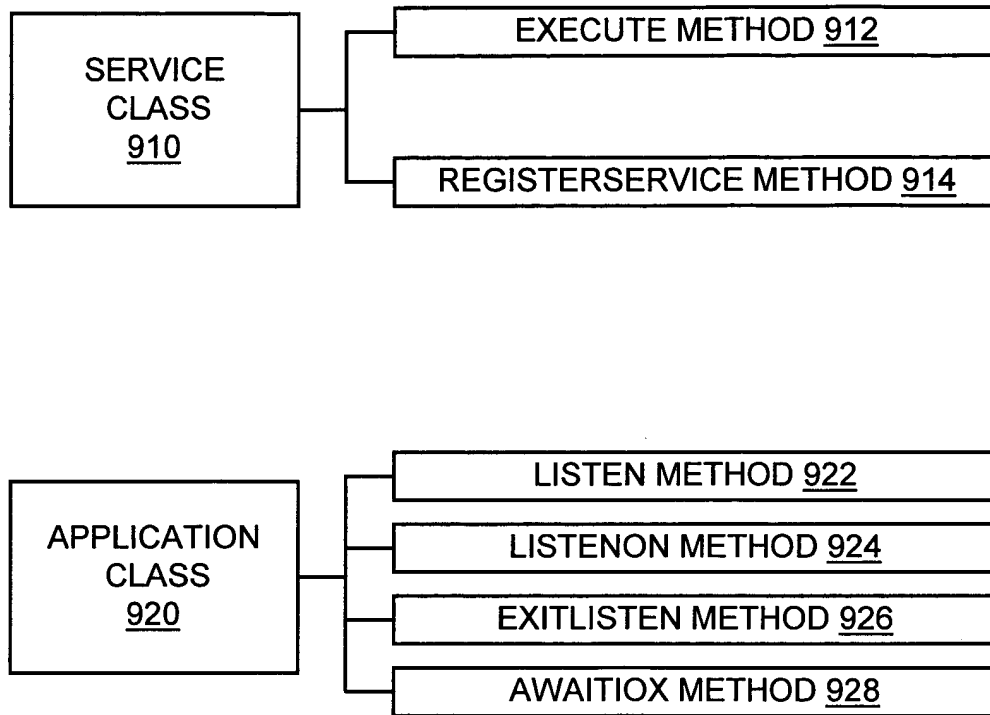 SERVICE
CLASS
910
EXECUTE METHOD 912
REGISTERSERVICE METHOD 914
APPLICATION
CLASS
920
LISTEN METHOD 922
LISTENON METHOD 924
EXITLISTEN METHOD 926
AWAITIOX METHOD 928